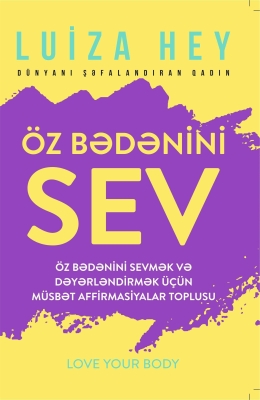 LUİZA HEY
DÜNYANI ŞƏFALANDIRAN QADIN
ÖZ BƏDƏNİNİ
SEV
ÖZ BƏDƏNİNİ SEVMƏK VƏ
DƏYƏRLƏNDİRMƏK ÜÇÜN
MÜSBƏT AFFİRMASİYALAR TOPLUSU
LOVE YOUR BODY